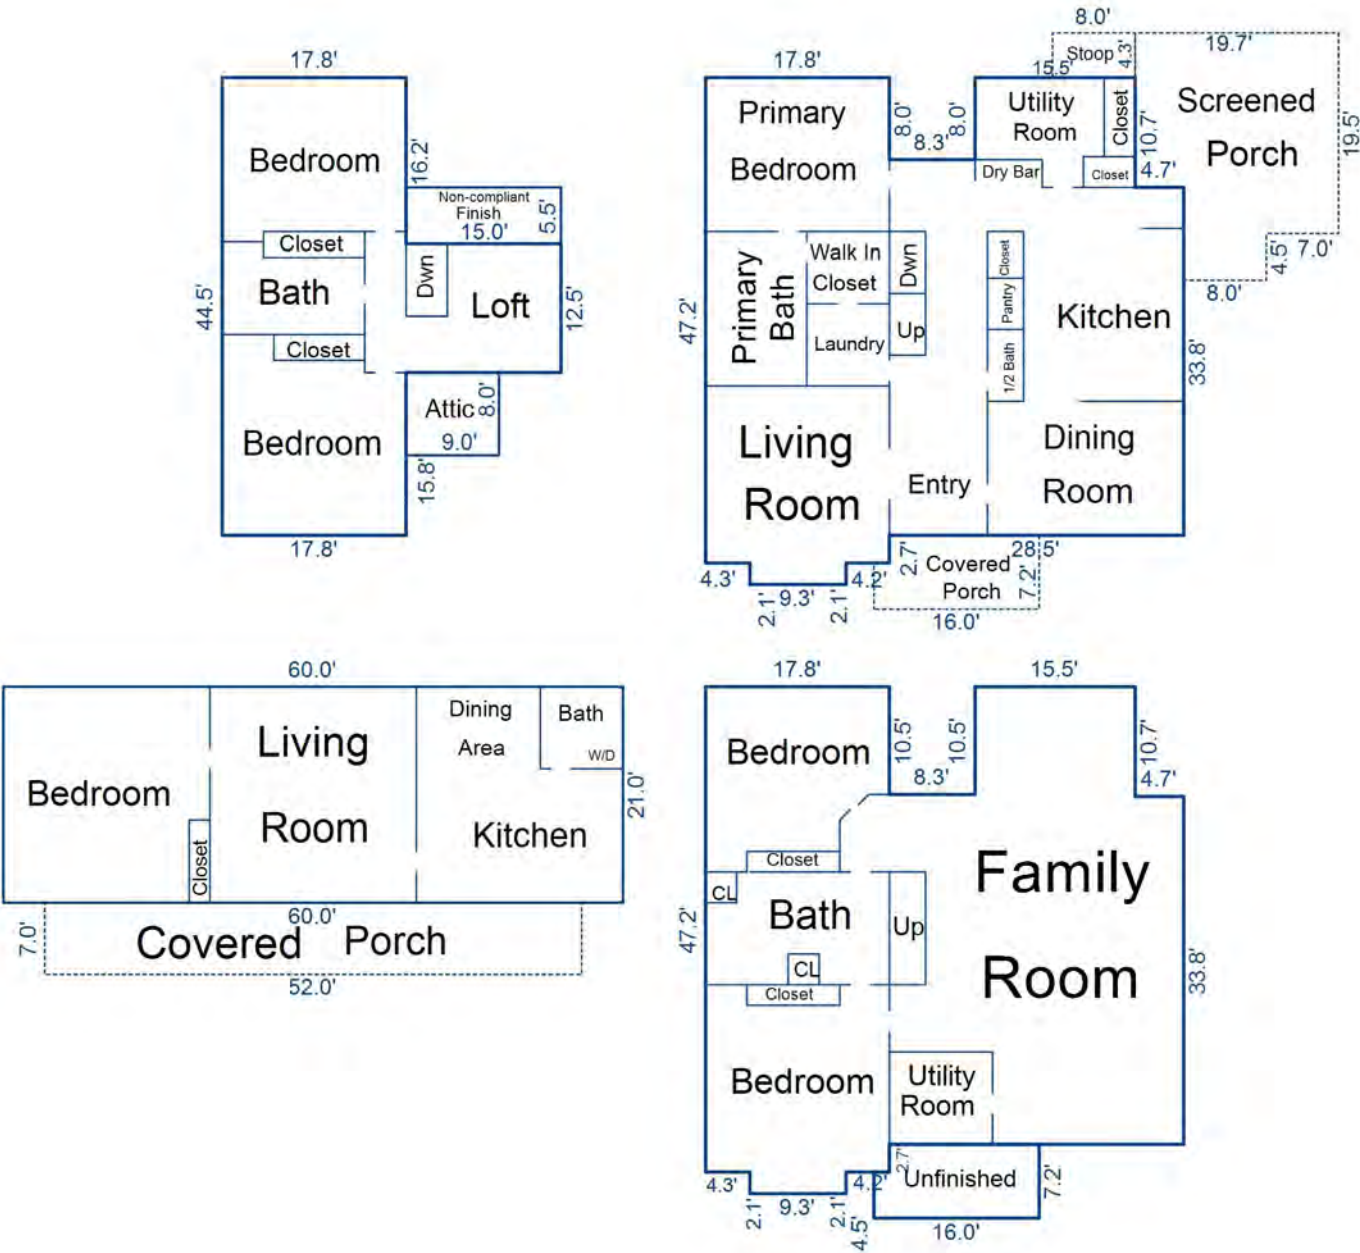 17.8'
Bedroom
16.2'
Non-compliant
Finish
15.0'
5.5'
Closet
Bath
Dwn
Loft
44.5'
12.5'
Closet
Attic
8.0'
9.0'
Bedroom
15.8'
17.8'
8.0'
Stoop
4.3'
19.7'
17.8'
15.5'
Primary
Bedroom
8.0'
8.3'
8.0'
Utility
Room
Closet
10.7'
Screened
Porch
19.5'
Dry Bar
Closet
4.7'
Primary
Bath
Walk In
Closet
Dwn
Closet
4.5'
7.0'
8.0'
47.2'
Laundry
Up
Pantry
Kitchen
1/2 Bath
33.8'
Living
Room
Entry
Dining
Room
4.3'
2.1'
9.3'
2.1'
4.2'
2.7'
28.5'
Covered
Porch
7.2'
16.0'
60.0'
Bedroom
Closet
Living
Room
Dining
Area
Bath
W/D
21.0'
Kitchen
60.0'
7.0'
Covered Porch
52.0'
17.8'
15.5'
Bedroom
10.5'
8.3'
10.5'
10.7'
4.7'
Closet
CL
Bath
Up
Family
Room
47.2'
CL
Closet
33.8'
Bedroom
Utility
Room
4.3'
2.1'
9.3'
2.1'
4.2'
4.5'
2.7'
Unfinished
7.2'
16.0'